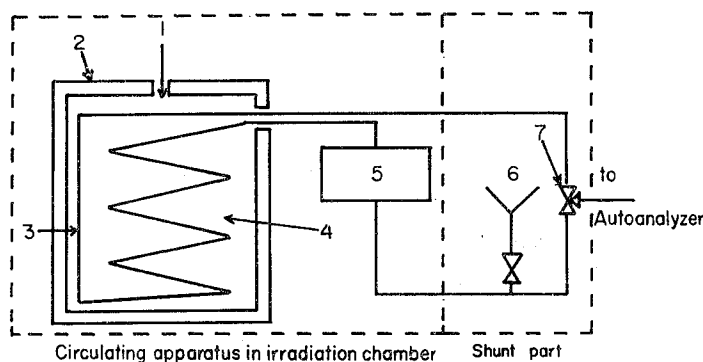 2
7
5
6
to
Autoanalyzer
3
4
Circulating apparatus in irradiation chamber
Shunt part